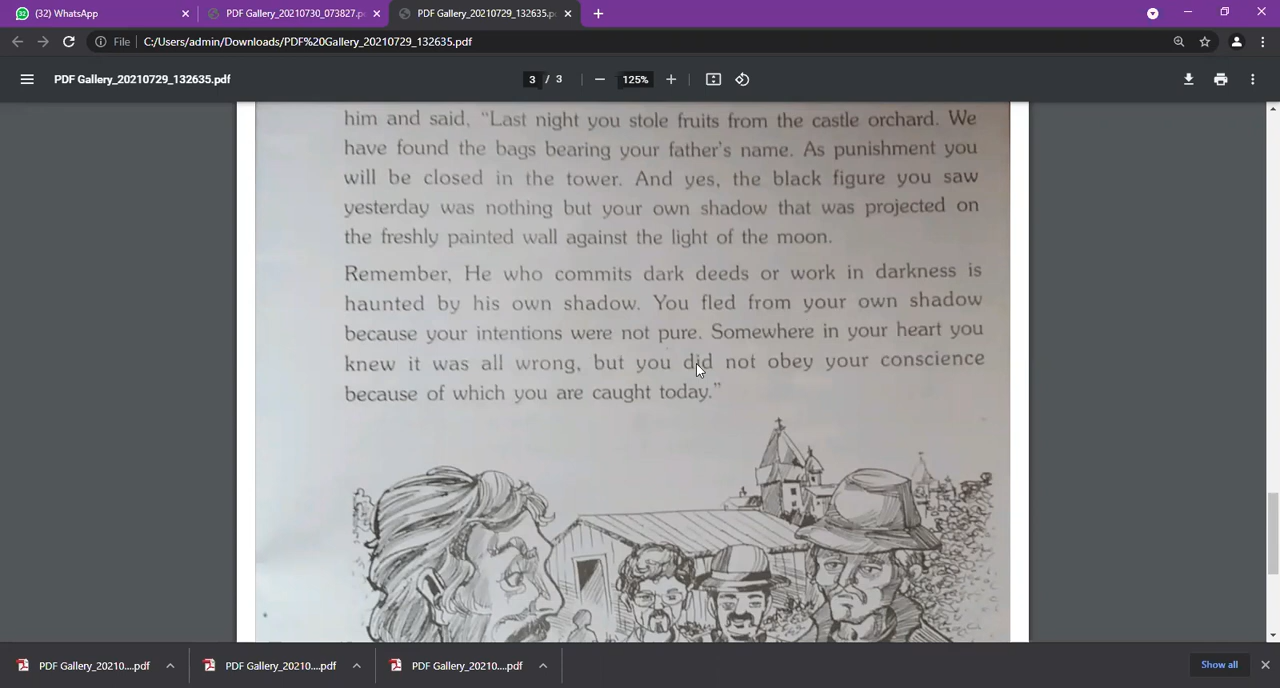 (32) WhatsApp
PDF Gallery_20210730_073827.p
PDF Gallery_20210729_132635.p
File
C:/Users/admin/Downloads/PDF%20Gallery_20210729_132635.pdf
PDF Gallery_20210729_132635.pdf
3 / 3
125%
him and said, “Last night you stole fruits from the castle orchard. We
have found the bags bearing your father's name. As punishment you
will be closed in the tower. And yes, the black figure you saw
yesterday was nothing but your own shadow that was projected on
the freshly painted wall against the light of the moon.
Remember, He who commits dark deeds or work in darkness is
haunted by his own shadow. You fled from your own shadow
because your intentions were not pure. Somewhere in your heart you
knew it was all wrong, but you did not obey your conscience
because of which you are caught today.”
PDF Gallery_20210....pdf
PDF Gallery_20210....pdf
PDF Gallery_20210....pdf
Show all